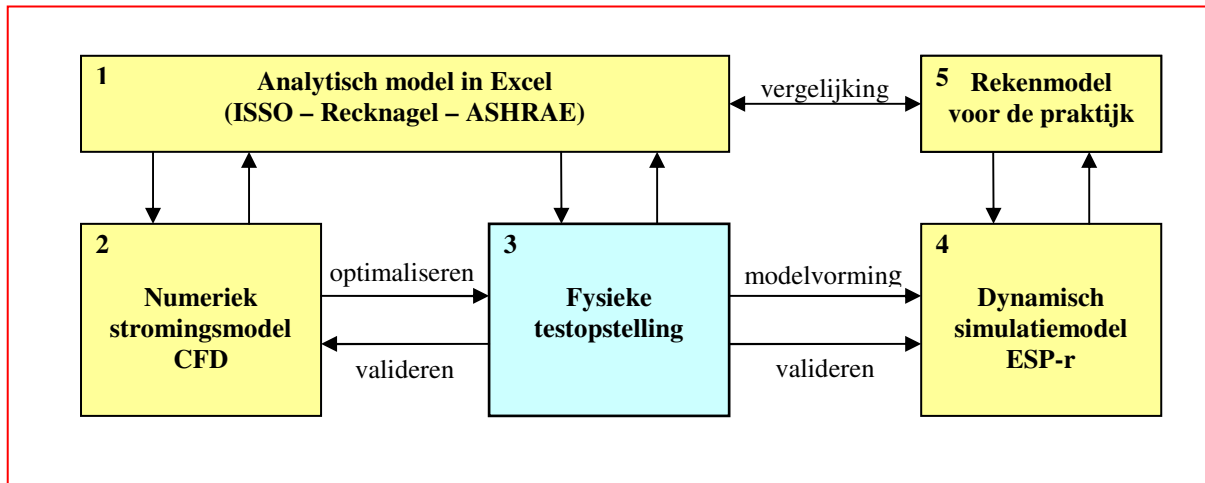 1
Analytisch model in Excel
(ISSO – Recknagel – ASHRAE)
vergelijking
5
Rekenmodel
voor de praktijk
2
Numeriek
stromingsmodel
CFD
optimaliseren
valideren
3
Fysieke
testopstelling
modelvorming
valideren
4
Dynamisch
simulatiemodel
ESP-r